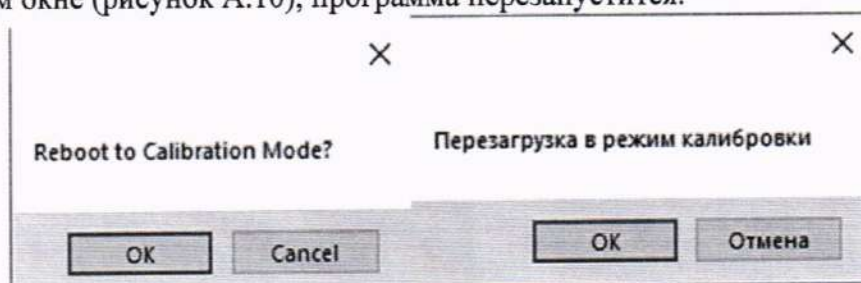 м окне (рисунок А.10), программа перезапустится.
Reboot to Calibration Mode?
OK Cancel
Перезагрузка в режим калибровки
OK Отмена